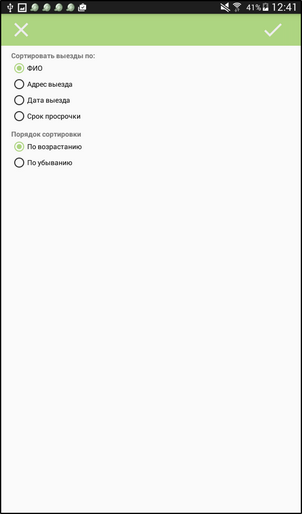 41% 12:41
Сортировать выезды по:
ФИО
Адрес выезда
Дата выезда
Срок просрочки
Порядок сортировки
По возрастанию
По убыванию